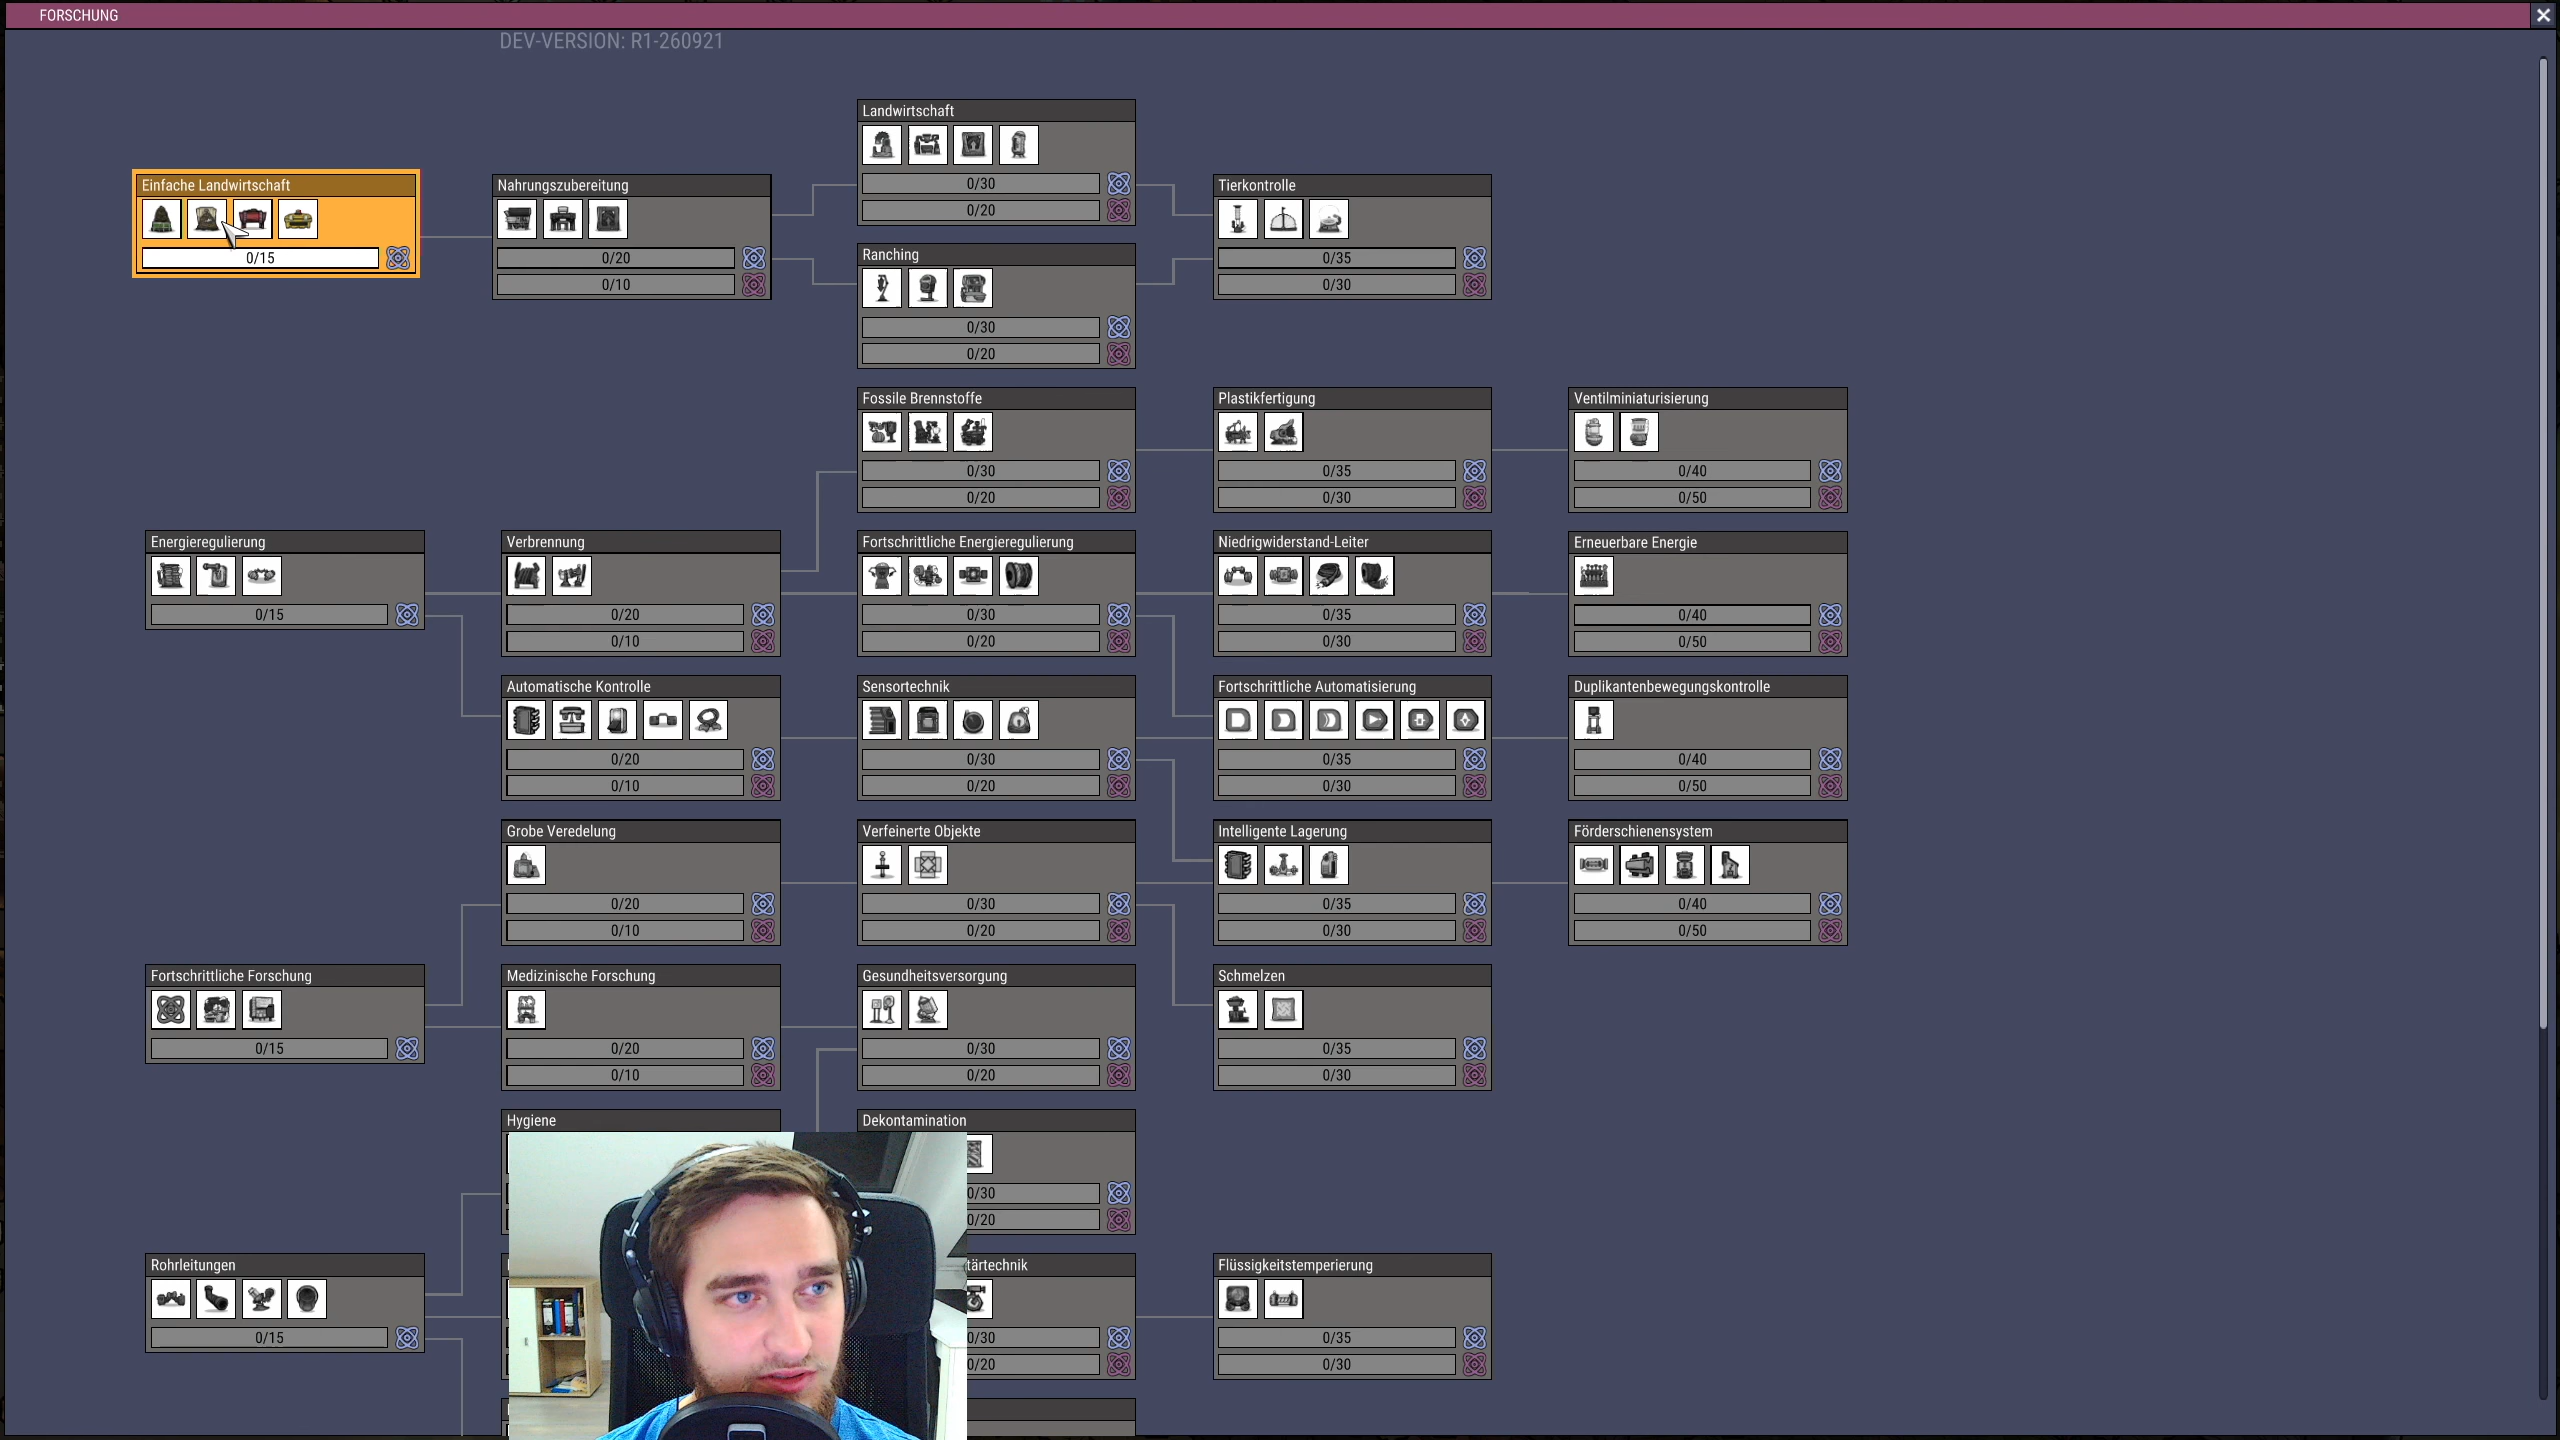 FORSCHUNG
DEV-VERSION: R1-260921
Landwirtschaft
0/30
0/20
Einfache Landwirtschaft
0/15
Nahrungszubereitung
0/20
0/10
Tierkontrolle
0/35
0/30
Ranching
0/30
0/20
Fossile Brennstoffe
0/30
0/20
Plastikfertigung
0/35
0/30
Ventilminiaturisierung
0/40
0/50
Energieregulierung
0/15
Verbrennung
0/20
0/10
Fortschrittliche Energieregulierung
0/30
0/20
Niedrigwiderstand-Leiter
0/35
0/30
Erneuerbare Energie
0/40
0/50
Automatische Kontrolle
0/20
0/10
Sensortechnik
0/30
0/20
Fortschrittliche Automatisierung
0/35
0/30
Duplikantenbewegungskontrolle
0/40
0/50
Grobe Veredelung
0/20
0/10
Verfeinerte Objekte
0/30
0/20
Intelligente Lagerung
0/35
0/30
Förderschienensystem
0/40
0/50
Fortschrittliche Forschung
0/15
Medizinische Forschung
0/20
0/10
Gesundheitsversorgung
0/30
0/20
Schmelzen
0/35
0/30
Hygiene
Dekontamination
0/30
0/20
Rohrleitungen
0/15
tärtechnik
0/30
0/20
Flüssigkeitstemperierung
0/35
0/30